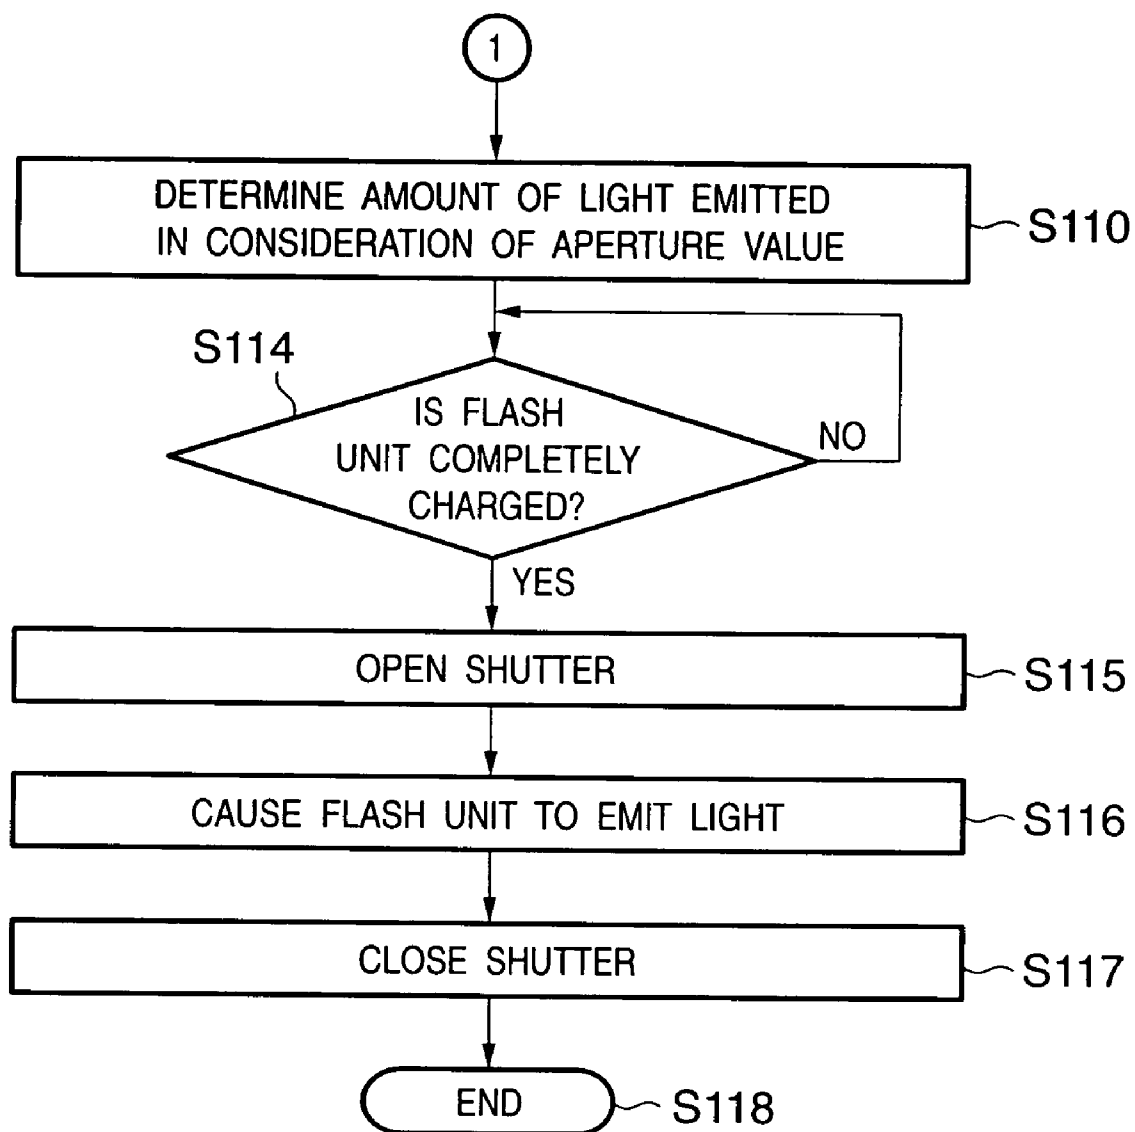 1
DETERMINE AMOUNT OF LIGHT EMITTED
IN CONSIDERATION OF APERTURE VALUE
S110
S114
IS FLASH
UNIT COMPLETELY
CHARGED?
NO
YES
OPEN SHUTTER
S115
CAUSE FLASH UNIT TO EMIT LIGHT
S116
CLOSE SHUTTER
S117
END
S118